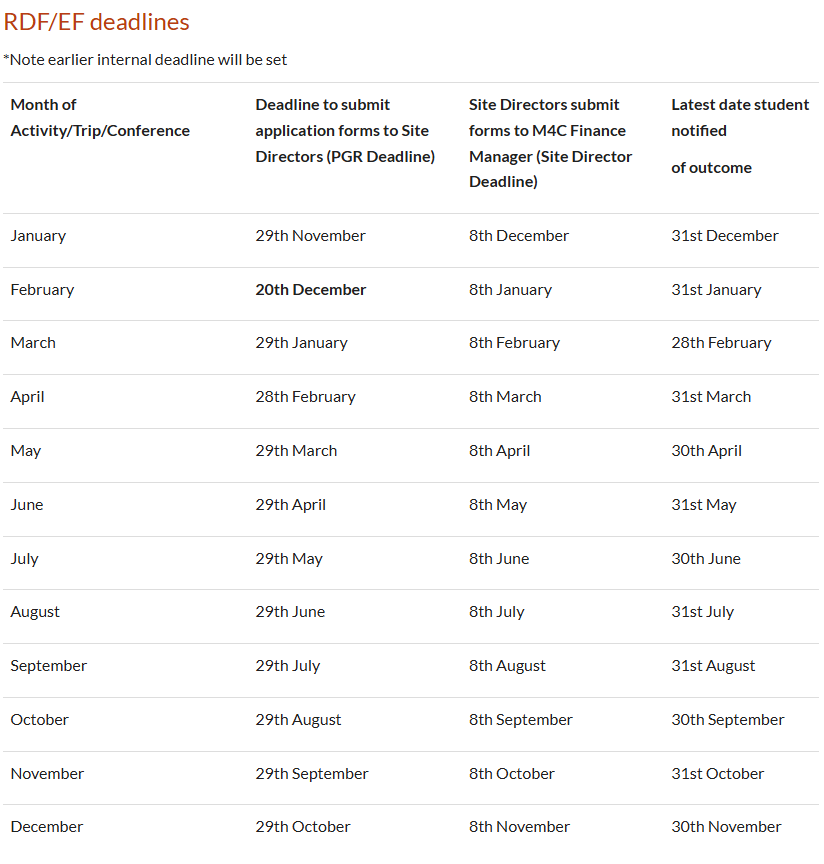 RDF/EF deadlines
*Note earlier internal deadline will be set
Month of
Activity/Trip/Conference
Deadline to submit
application forms to Site
Directors (PGR Deadline)
Site Directors submit
forms to M4C Finance
Manager (Site Director
Deadline)
Latest date student
notified
of outcome
January 29th November 8th December 31st December
February 20th December 8th January 31st January
March 29th January 8th February 28th February
April 28th February 8th March 31st March
May 29th March 8th April 30th April
June 29th April 8th May 31st May
July 29th May 8th June 30th June
August 29th June 8th July 31st July
September 29th July 8th August 31st August
October 29th August 8th September 30th September
November 29th September 8th October 31st October
December 29th October 8th November 30th November